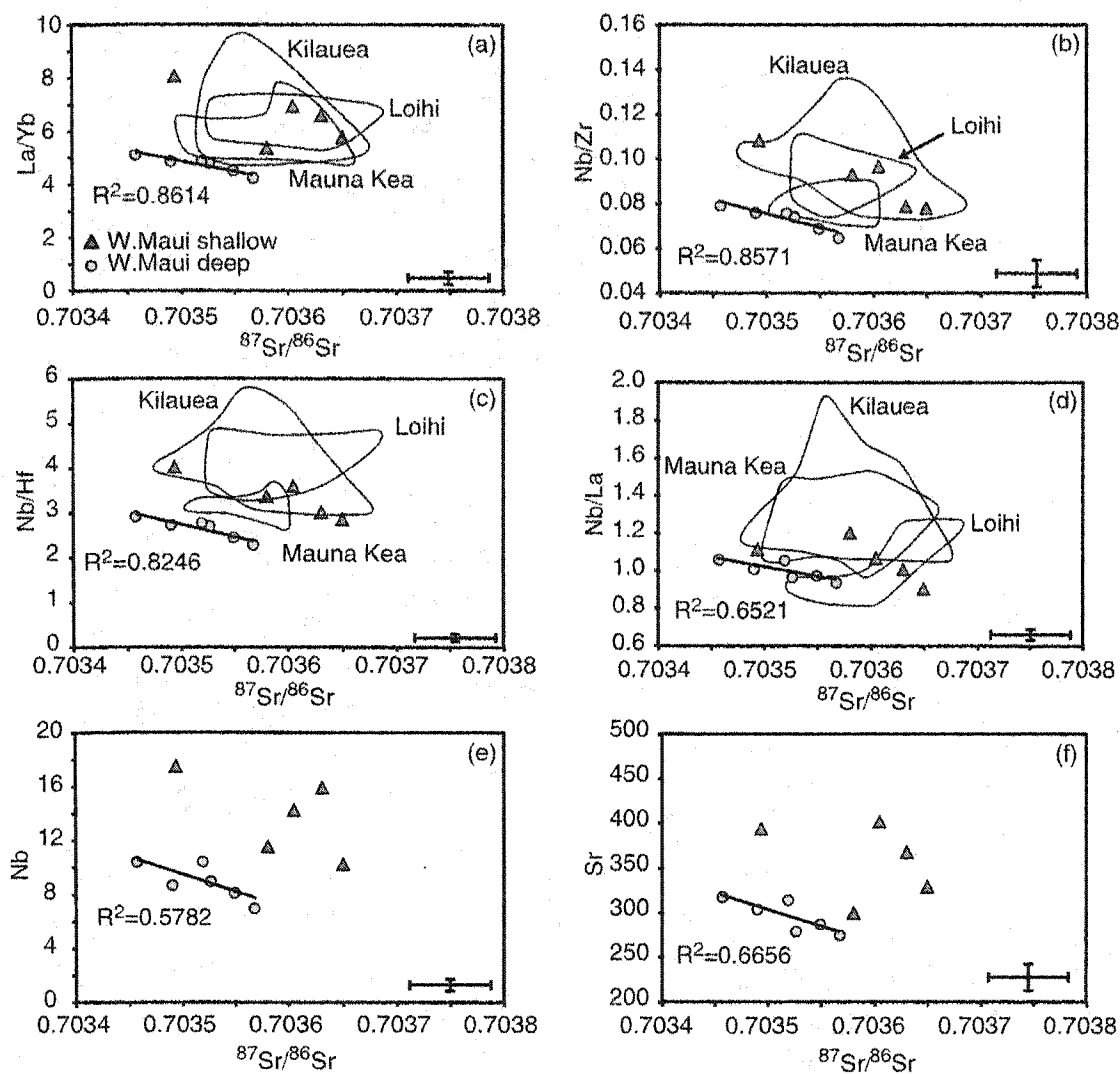 (a)
10
8
6
4
2
0
La/Yb
Kilauea
Loihi
Mauna Kea
R²=0.8614
W.Maui shallow
W.Maui deep
0.7034 0.7035 0.7036 0.7037 0.7038
⁸⁷Sr/⁸⁶Sr
(b)
0.16
0.14
0.12
0.10
0.08
0.06
0.04
Nb/Zr
Kilauea
Loihi
Mauna Kea
R²=0.8571
0.7034 0.7035 0.7036 0.7037 0.7038
⁸⁷Sr/⁸⁶Sr
(c)
6
5
4
3
2
1
0
Nb/Hf
Kilauea
Loihi
Mauna Kea
R²=0.8246
0.7034 0.7035 0.7036 0.7037 0.7038
⁸⁷Sr/⁸⁶Sr
(d)
2.0
1.8
1.6
1.4
1.2
1.0
0.8
0.6
Nb/La
Kilauea
Mauna Kea
Loihi
R²=0.6521
0.7034 0.7035 0.7036 0.7037 0.7038
⁸⁷Sr/⁸⁶Sr
(e)
20
16
12
8
4
0
Nb
R²=0.5782
0.7034 0.7035 0.7036 0.7037 0.7038
⁸⁷Sr/⁸⁶Sr
(f)
500
450
400
350
300
250
200
Sr
R²=0.6656
0.7034 0.7035 0.7036 0.7037 0.7038
⁸⁷Sr/⁸⁶Sr